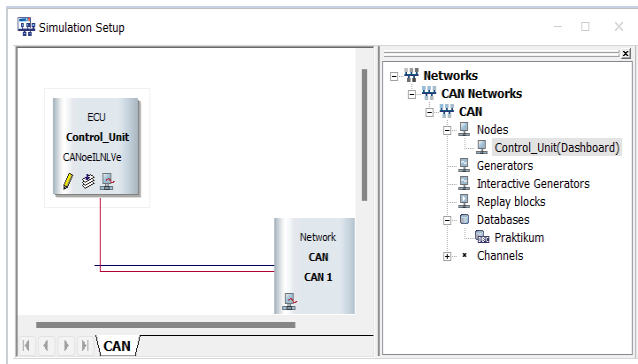 Simulation Setup
ECU
Control_Unit
CANoeILNLVe
Network
CAN
CAN 1
CAN
Networks
CAN Networks
CAN
Nodes
Control_Unit(Dashboard)
Generators
Interactive Generators
Replay blocks
Databases
Praktikum
Channels